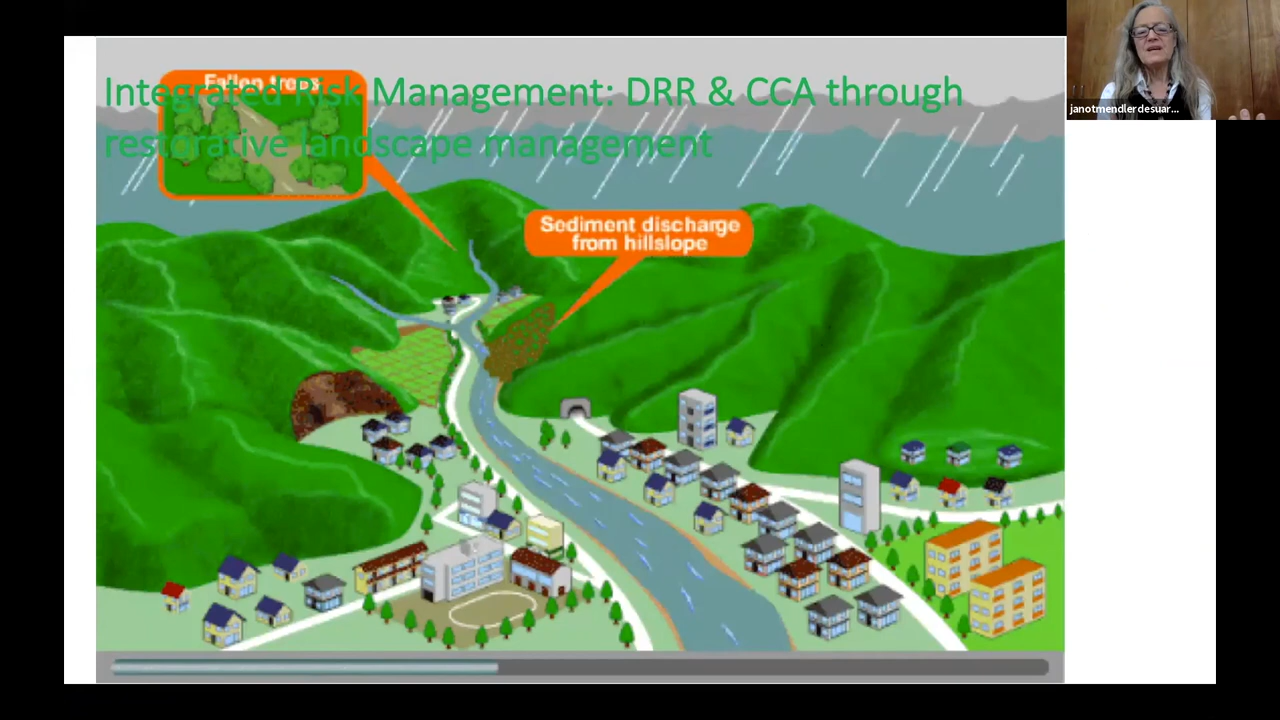 Fallen trees
Integrated Risk Management: DRR & CCA through
restorative landscape management
Sediment discharge
from hillslope
janotmendlerdesuar...